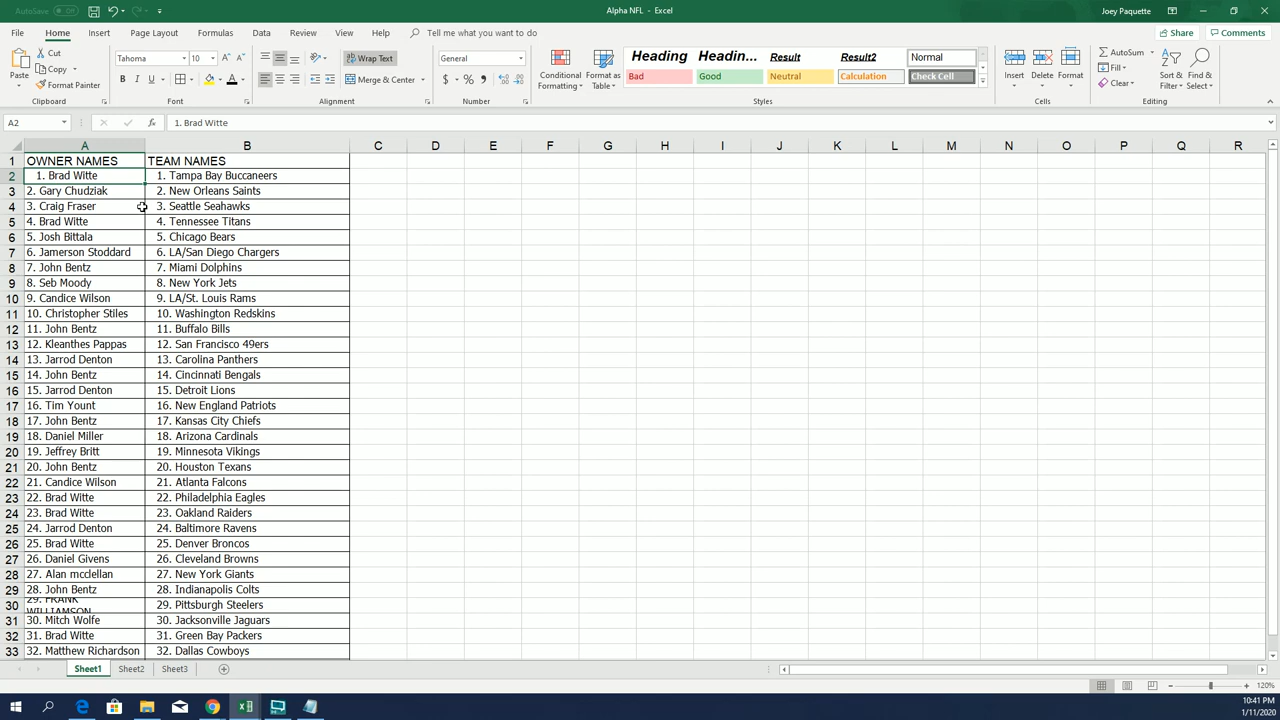 AutoSave Off
Alpha NFL - Excel
Joey Paquette
File Home Insert Page Layout Formulas Data Review View Help Tell me what you want to do
Share Comments
Paste
Cut
Copy
Format Painter
Clipboard
Tahoma 10
B I U
Font
Wrap Text
Merge & Center
Alignment
General
$ %
Number
Conditional Formatting
Format as Table
Heading Headin... Result Result2 Normal
Bad Good Neutral Calculation Check Cell
Styles
Insert Delete Format
Cells
AutoSum
Fill
Clear
Sort & Filter
Find & Select
Editing
A2 fx 1. Brad Witte
A B C D E F G H I J K L M N O P Q R
1 OWNER NAMES TEAM NAMES
2 1. Brad Witte 1. Tampa Bay Buccaneers
3 2. Gary Chudziak 2. New Orleans Saints
4 3. Craig Fraser 3. Seattle Seahawks
5 4. Brad Witte 4. Tennessee Titans
6 5. Josh Bittala 5. Chicago Bears
7 6. Jamerson Stoddard 6. LA/San Diego Chargers
8 7. John Bentz 7. Miami Dolphins
9 8. Seb Moody 8. New York Jets
10 9. Candice Wilson 9. LA/St. Louis Rams
11 10. Christopher Stiles 10. Washington Redskins
12 11. John Bentz 11. Buffalo Bills
13 12. Kleanthes Pappas 12. San Francisco 49ers
14 13. Jarrod Denton 13. Carolina Panthers
15 14. John Bentz 14. Cincinnati Bengals
16 15. Jarrod Denton 15. Detroit Lions
17 16. Tim Yount 16. New England Patriots
18 17. John Bentz 17. Kansas City Chiefs
19 18. Daniel Miller 18. Arizona Cardinals
20 19. Jeffrey Britt 19. Minnesota Vikings
21 20. John Bentz 20. Houston Texans
22 21. Candice Wilson 21. Atlanta Falcons
23 22. Brad Witte 22. Philadelphia Eagles
24 23. Brad Witte 23. Oakland Raiders
25 24. Jarrod Denton 24. Baltimore Ravens
26 25. Brad Witte 25. Denver Broncos
27 26. Daniel Givens 26. Cleveland Browns
28 27. Alan mcclellan 27. New York Giants
29 28. John Bentz 28. Indianapolis Colts
30 29. FRANK WILLIAMSON 29. Pittsburgh Steelers
31 30. Mitch Wolfe 30. Jacksonville Jaguars
32 31. Brad Witte 31. Green Bay Packers
33 32. Matthew Richardson 32. Dallas Cowboys
Sheet1 Sheet2 Sheet3
120%
10:41 PM
1/11/2020